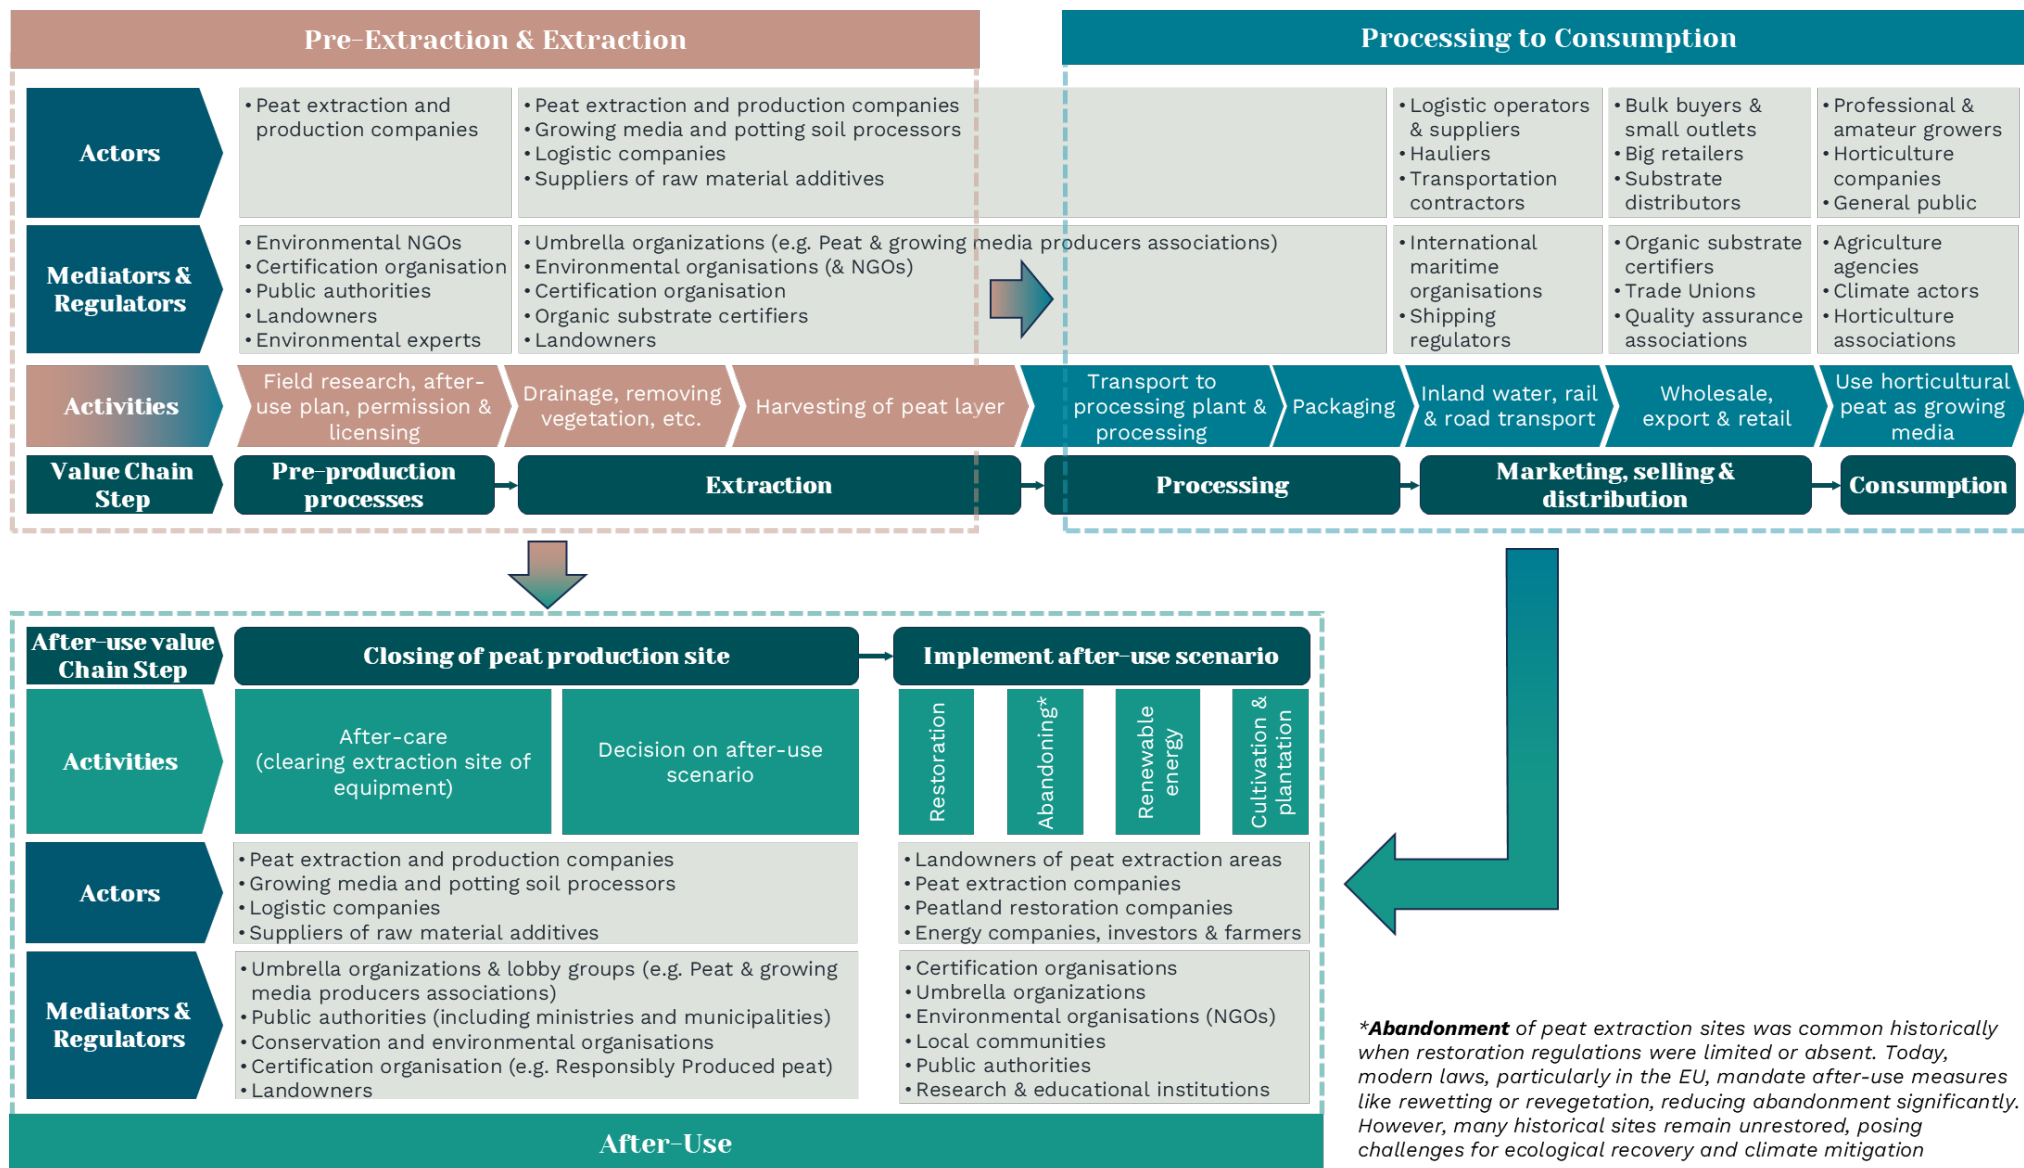 Pre-Extraction & Extraction
Processing to Consumption
Actors
• Peat extraction and
production companies
• Peat extraction and production companies
• Growing media and potting soil processors
• Logistic companies
• Suppliers of raw material additives
• Logistic operators
& suppliers
• Hauliers
• Transportation
contractors
• Bulk buyers &
small outlets
• Big retailers
• Substrate
distributors
• Professional &
amateur growers
• Horticulture
companies
• General public
Mediators &
Regulators
• Environmental NGOs
• Certification organisation
• Public authorities
• Landowners
• Environmental experts
• Umbrella organizations (e.g. Peat & growing media producers associations)
• Environmental organisations (& NGOs)
• Certification organisation
• Organic substrate certifiers
• Landowners
• International
maritime
organisations
• Shipping
regulators
• Organic substrate
certifiers
• Trade Unions
• Quality assurance
associations
• Agriculture
agencies
• Climate actors
• Horticulture
associations
Activities
Field research, after-
use plan, permission &
licensing
Drainage, removing
vegetation, etc.
Harvesting of peat layer
Transport to
processing plant &
processing
Packaging
Inland water, rail
& road transport
Wholesale,
export & retail
Use horticultural
peat as growing
media
Value Chain
Step
Pre-production
processes
Extraction
Processing
Marketing, selling &
distribution
Consumption
After-use value
Chain Step
Closing of peat production site
Implement after-use scenario
Activities
After-care
(clearing extraction site of
equipment)
Decision on after-use
scenario
Restoration
Abandoning*
Renewable
energy
Cultivation &
plantation
Actors
• Peat extraction and production companies
• Growing media and potting soil processors
• Logistic companies
• Suppliers of raw material additives
• Landowners of peat extraction areas
• Peat extraction companies
• Peatland restoration companies
• Energy companies, investors & farmers
Mediators &
Regulators
• Umbrella organizations & lobby groups (e.g. Peat & growing
media producers associations)
• Public authorities (including ministries and municipalities)
• Conservation and environmental organisations
• Certification organisation (e.g. Responsibly Produced peat)
• Landowners
• Certification organisations
• Umbrella organizations
• Environmental organisations (NGOs)
• Local communities
• Public authorities
• Research & educational institutions
After-Use
*Abandonment of peat extraction sites was common historically
when restoration regulations were limited or absent. Today,
modern laws, particularly in the EU, mandate after-use measures
like rewetting or revegetation, reducing abandonment significantly.
However, many historical sites remain unrestored, posing
challenges for ecological recovery and climate mitigation